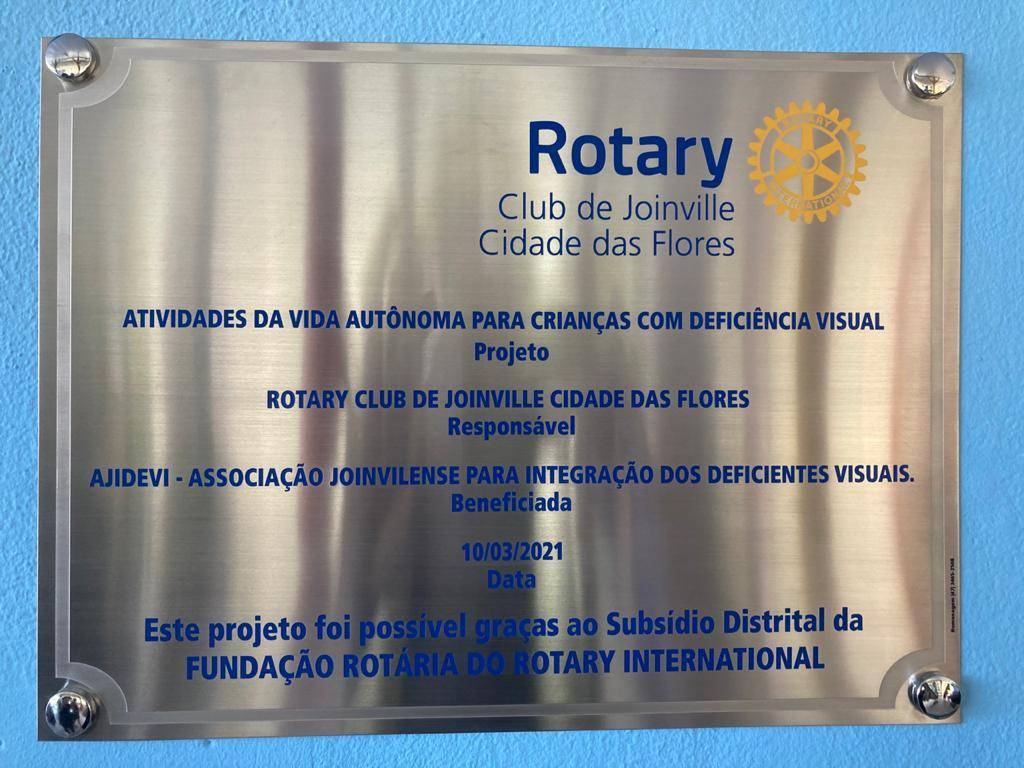 Rotary
Club de Joinville
Cidade das Flores
ROTARY
INTERNATIONAL
ATIVIDADES DA VIDA AUTÔNOMA PARA CRIANÇAS COM DEFICIÊNCIA VISUAL
Projeto
ROTARY CLUB DE JOINVILLE CIDADE DAS FLORES
Responsável
AJIDEVI - ASSOCIAÇÃO JOINVILENSE PARA INTEGRAÇÃO DOS DEFICIENTES VISUAIS.
Beneficiada
10/03/2021
Data
Este projeto foi possível graças ao Subsídio Distrital da
FUNDAÇÃO ROTÁRIA DO ROTARY INTERNATIONAL